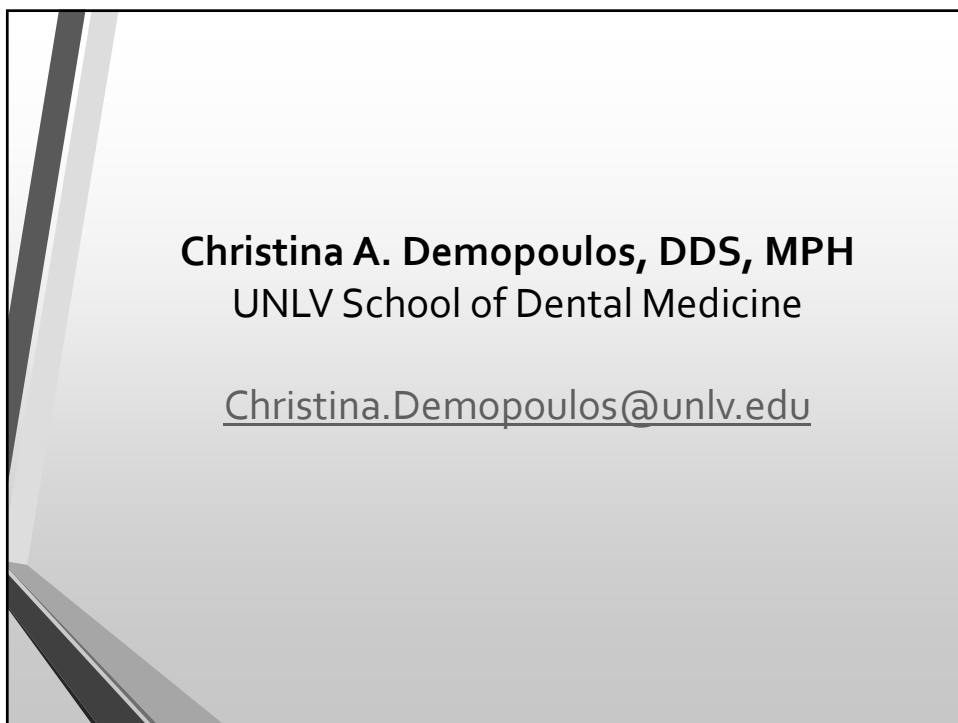 Christina A. Demopoulos, DDS, MPH
UNLV School of Dental Medicine
Christina.Demopoulos@unlv.edu